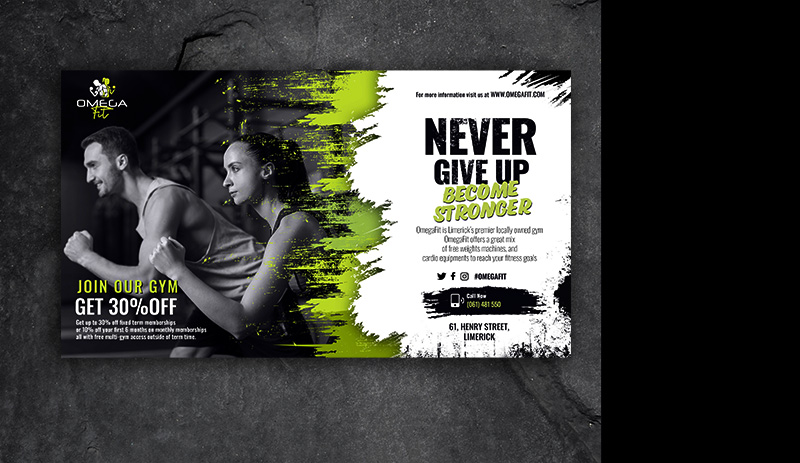 OMEGA
Fit
JOIN OUR GYM
GET 30%OFF
Get up to 30% off fixed term memberships
or 10% off your first 6 months on monthly memberships
all with free multi-gym access outside of term time.
For more information visit us at WWW.OMEGAFIT.COM
NEVER
GIVE UP
BECOME
STRONGER
OmegaFit is Limerick's premier locally owned gym
OmegaFit offers a great mix
of free weights machines, and
cardio equipments to reach your fitness goals
#OMEGAFIT
Call Now
(061) 481 550
61, HENRY STREET,
LIMERICK